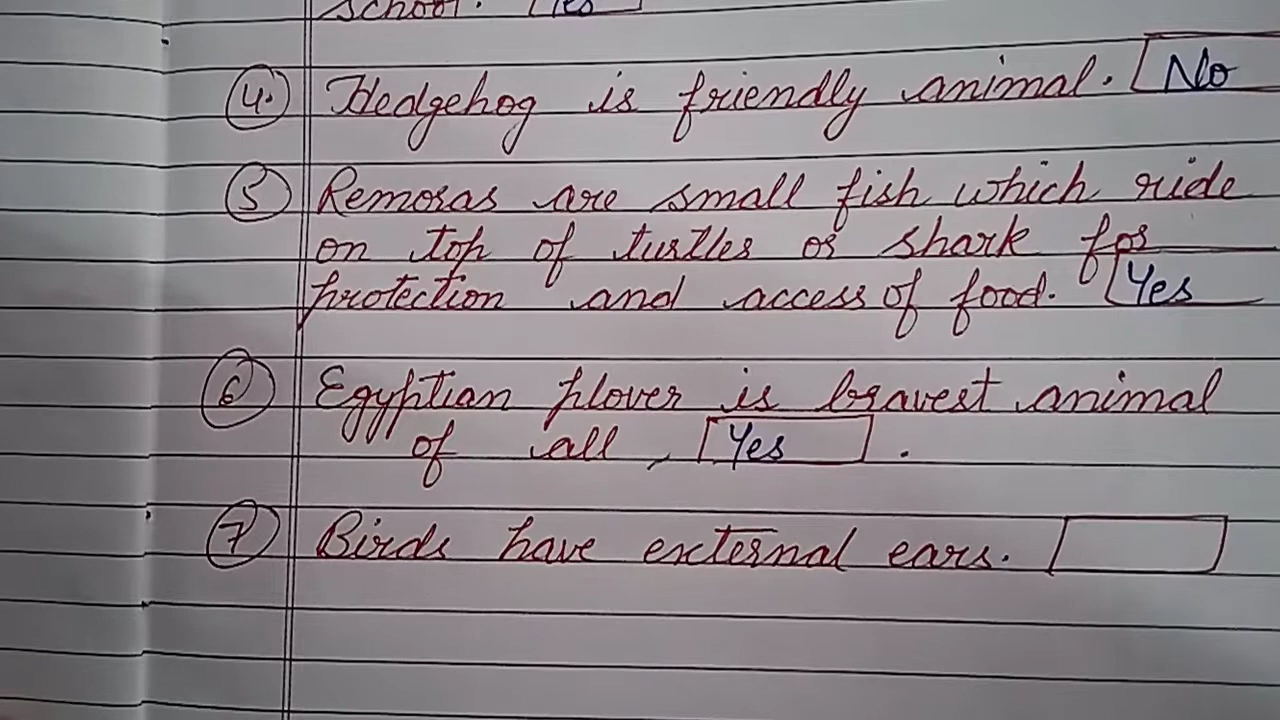 school. Yes
4. Hedgehog is friendly animal. No
5 Remoras are small fish which ride
on top of turtles or shark for
protection and access of food. Yes
6 Egyptian plover is bravest animal
of all, Yes .
7 Birds have external ears.